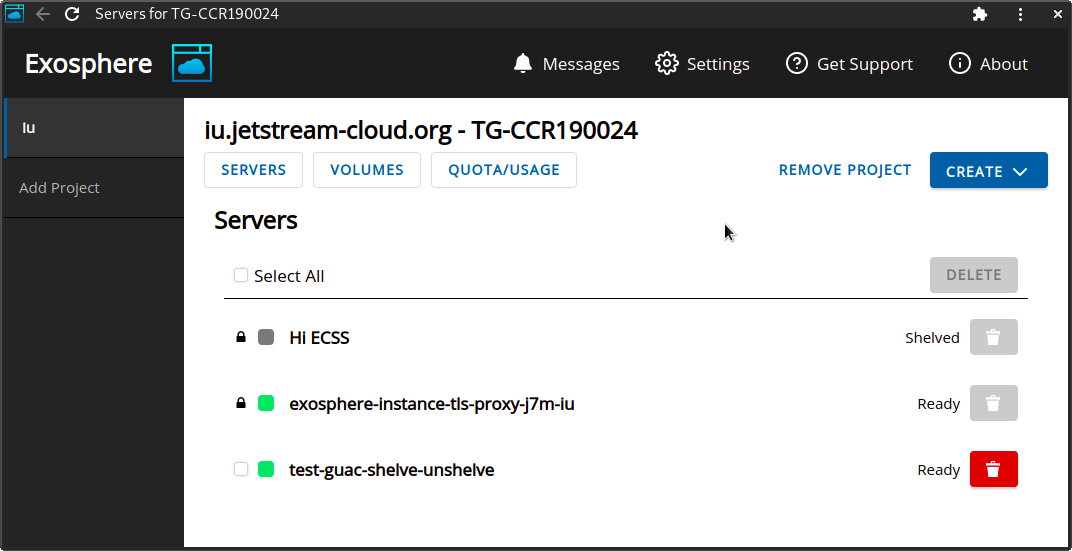 Servers for TG-CCR190024
Exosphere
Messages
Settings
Get Support
About
Iu
Add Project
iu.jetstream-cloud.org - TG-CCR190024
SERVERS
VOLUMES
QUOTA/USAGE
REMOVE PROJECT
CREATE
Servers
Select All
DELETE
Hi ECSS
Shelved
exosphere-instance-tls-proxy-j7m-iu
Ready
test-guac-shelve-unshelve
Ready